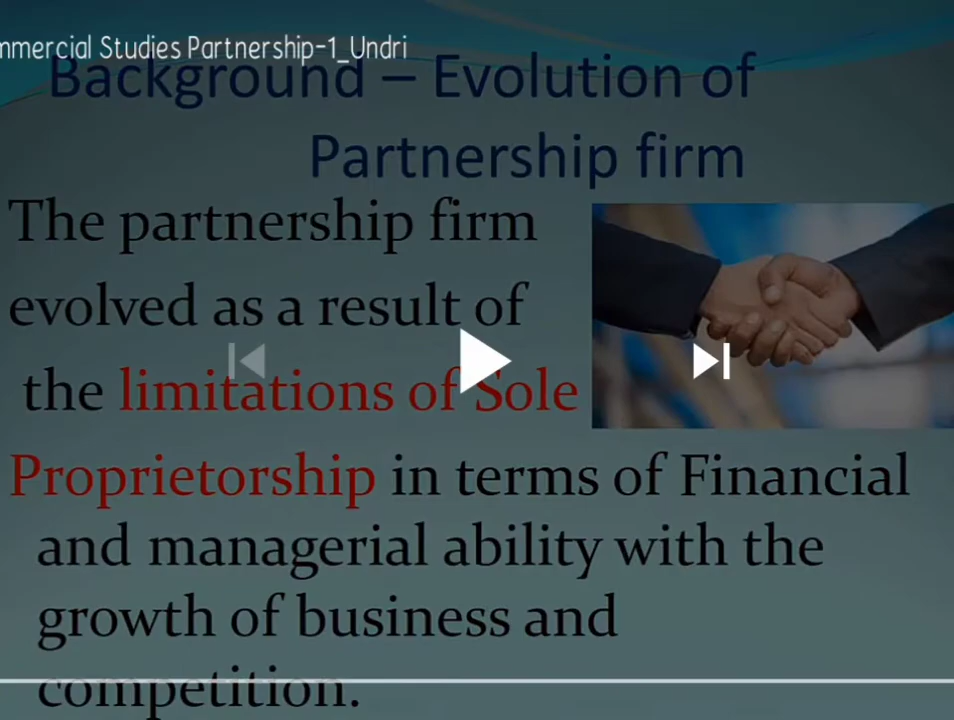 mmercial Studies Partnership-1_Undri
Background – Evolution of
Partnership firm
The partnership firm
evolved as a result of
the limitations of Sole
Proprietorship in terms of Financial
and managerial ability with the
growth of business and
competition.